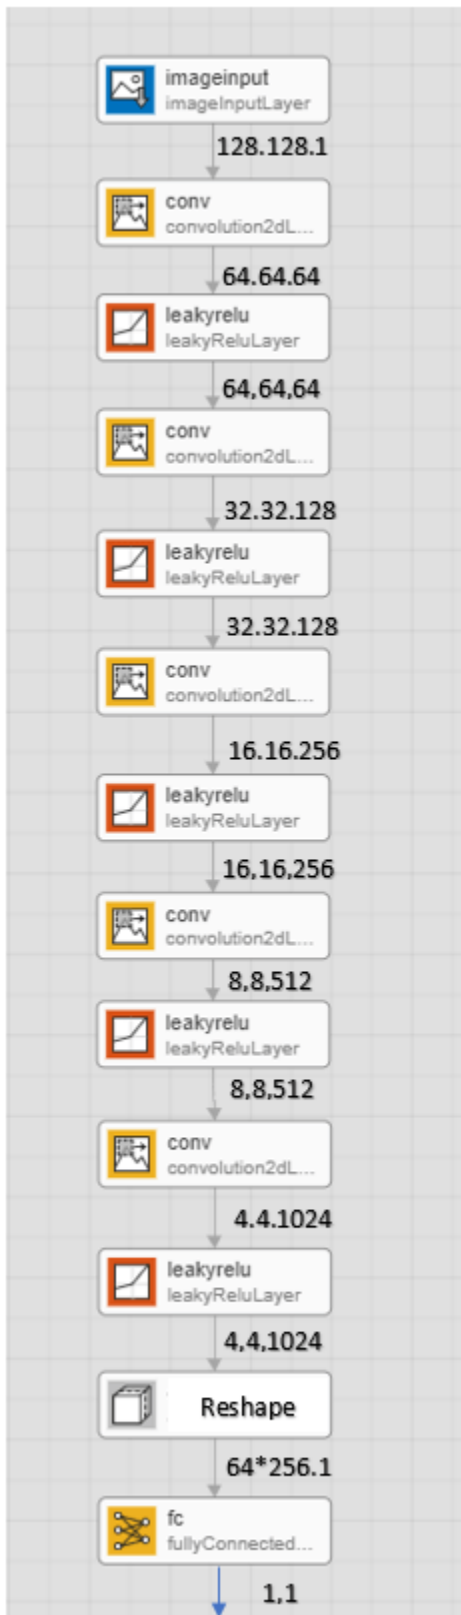 imageinput
imageInputLayer
128.128.1
conv
convolution2dL...
64.64.64
leakyrelu
leakyReluLayer
64,64,64
conv
convolution2dL...
32.32.128
leakyrelu
leakyReluLayer
32.32.128
conv
convolution2dL...
16.16.256
leakyrelu
leakyReluLayer
16,16,256
conv
convolution2dL...
8,8,512
leakyrelu
leakyReluLayer
8,8,512
conv
convolution2dL...
4.4.1024
leakyrelu
leakyReluLayer
4,4,1024
Reshape
64*256.1
fc
fullyConnected...
1,1